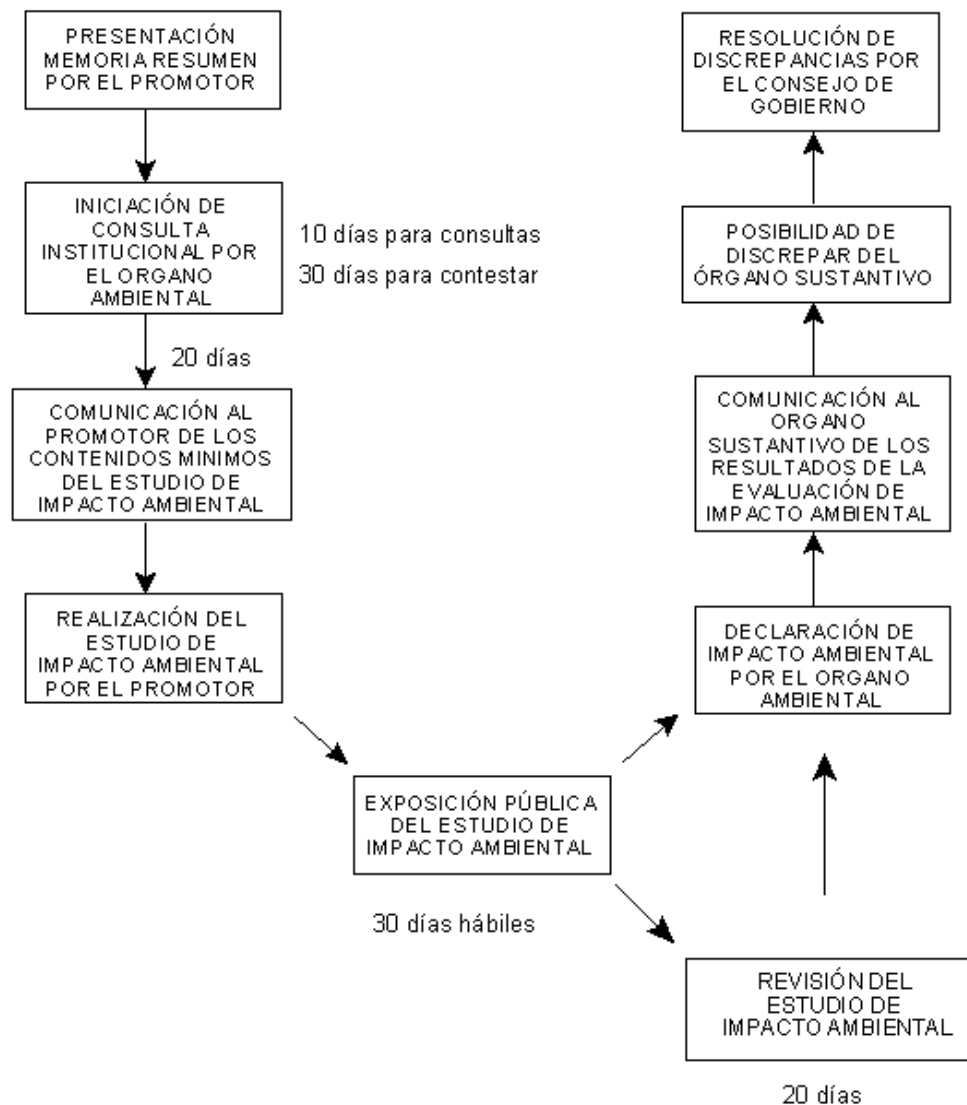 PRESENTACIÓN
MEMORIA RESUMEN
POR EL PROMOTOR
INICIACIÓN DE
CONSULTA
INSTITUCIONAL POR
EL ORGANO
AMBIENTAL
10 días para consultas
30 días para contestar
20 días
COMUNICACIÓN AL
PROMOTOR DE LOS
CONTENIDOS MINIMOS
DEL ESTUDIO DE
IMPACTO AMBIENTAL
REALIZACIÓN DEL
ESTUDIO DE
IMPACTO AMBIENTAL
POR EL PROMOTOR
EXPOSICIÓN PÚBLICA
DEL ESTUDIO DE
IMPACTO AMBIENTAL
30 días hábiles
REVISIÓN DEL
ESTUDIO DE
IMPACTO AMBIENTAL
20 días
DECLARACIÓN DE
IMPACTO AMBIENTAL
POR EL ORGANO
AMBIENTAL
COMUNICACIÓN AL
ORGANO
SUSTANTIVO DE LOS
RESULTADOS DE LA
EVALUACIÓN DE
IMPACTO AMBIENTAL
POSIBILIDAD DE
DISCREPAR DEL
ÓRGANO SUSTANTIVO
RESOLUCIÓN DE
DISCREPANCIAS POR
EL CONSEJO DE
GOBIERNO